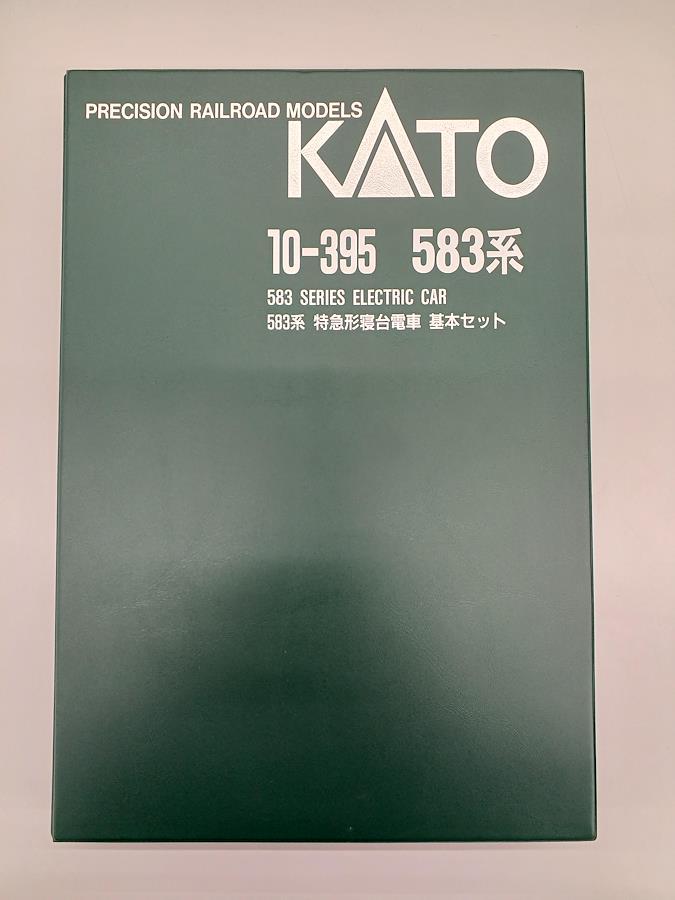 PRECISION RAILROAD MODELS
KATO
10-395 583系
583 SERIES ELECTRIC CAR
583系 特急形寝台電車 基本セット